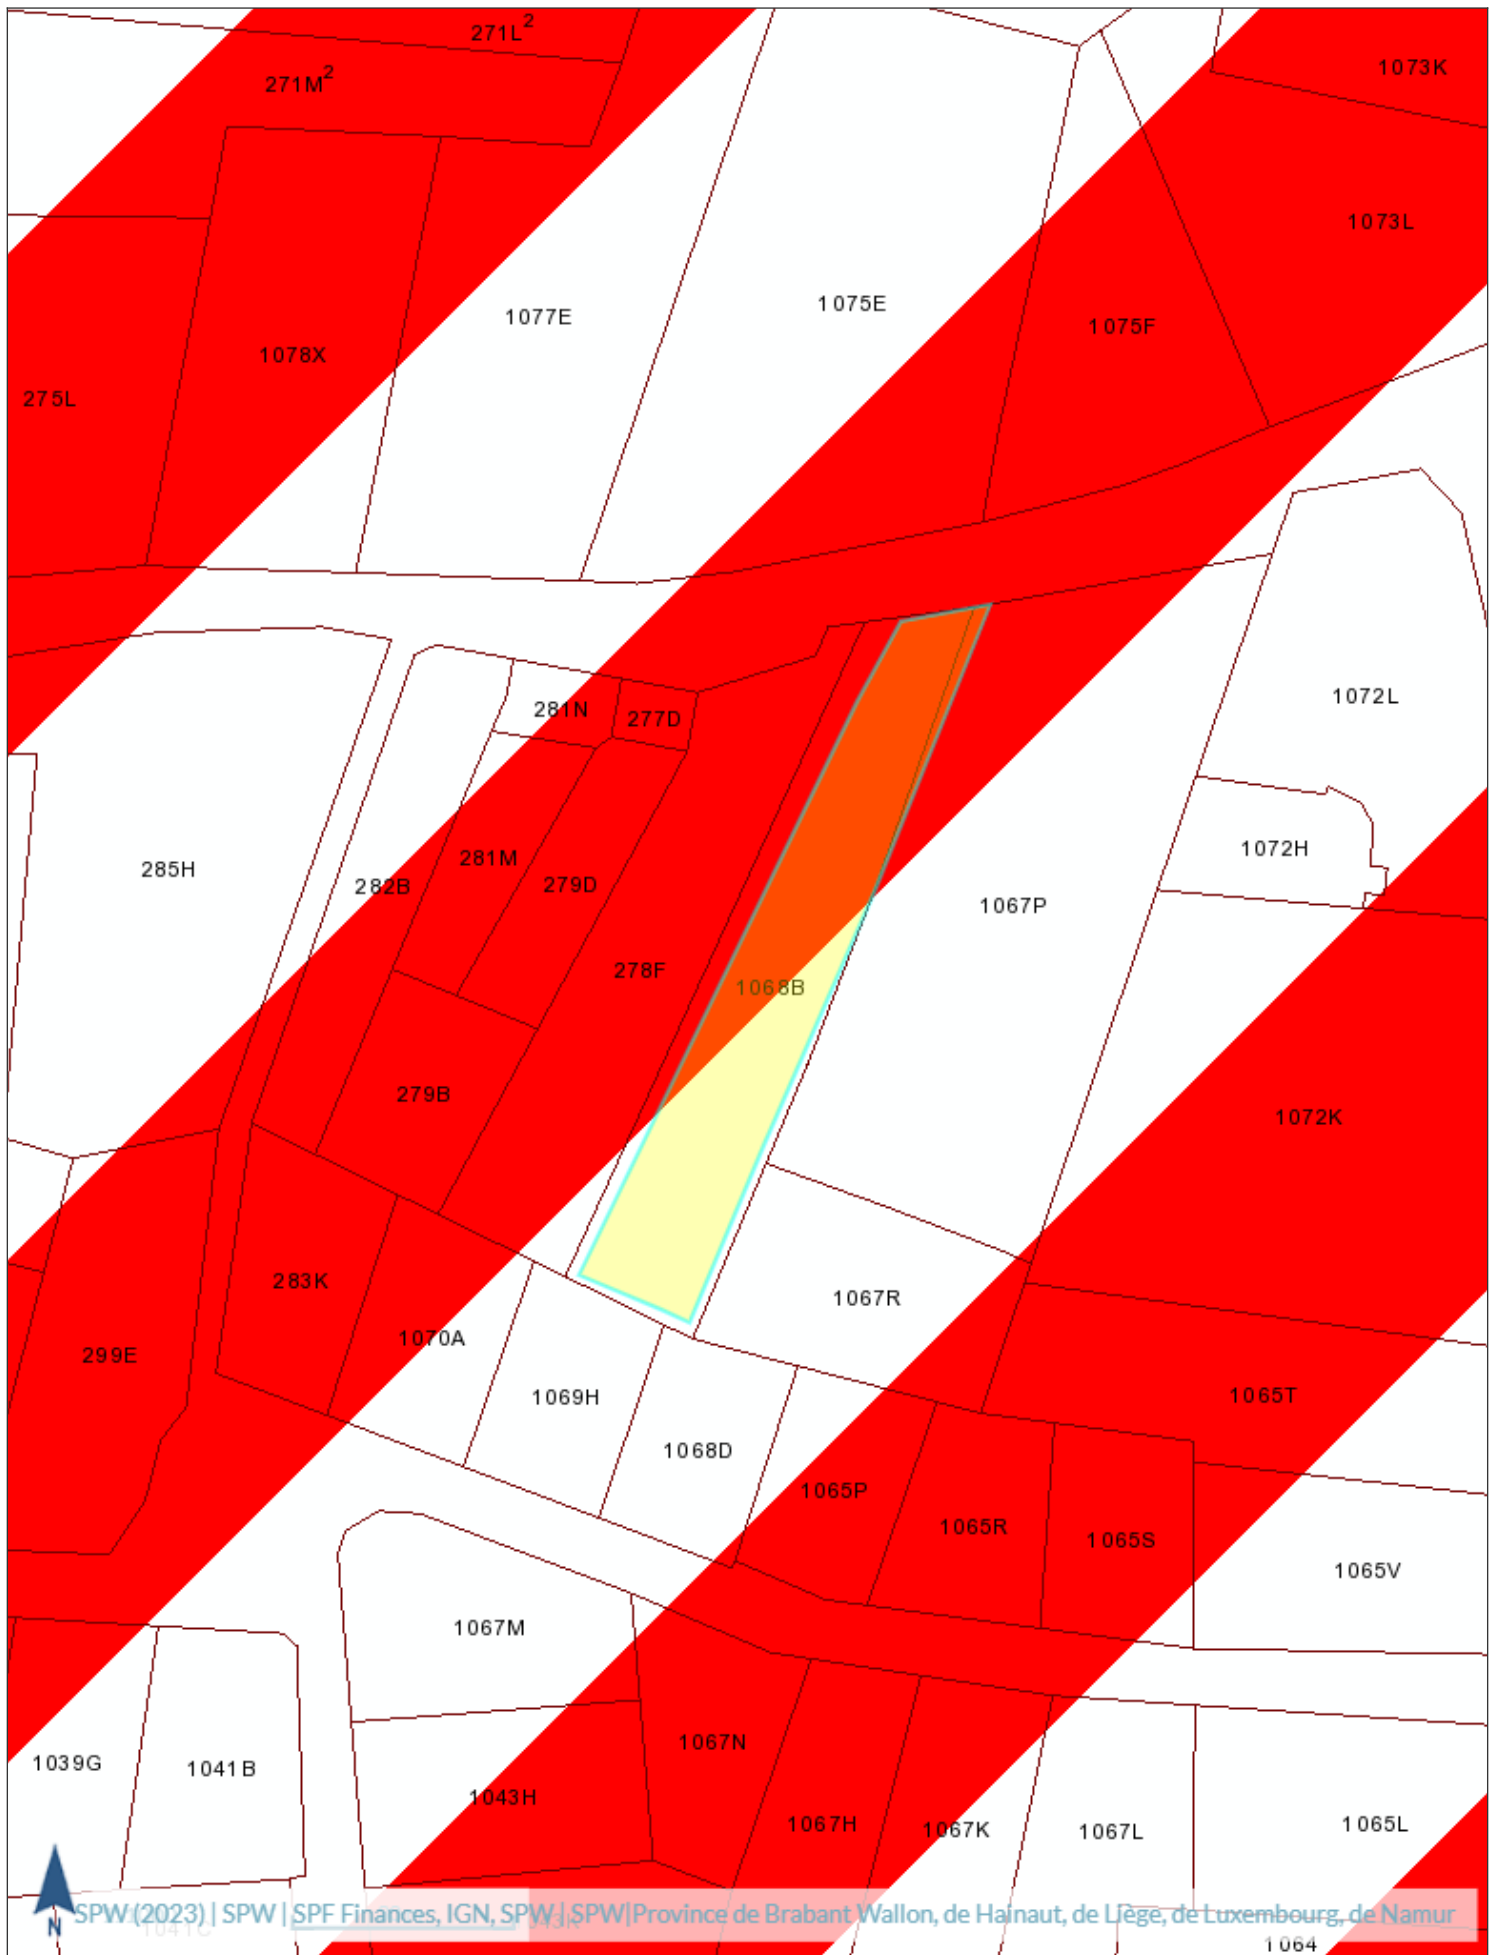 271L²
271M²
1073K
1073L
1077E
1075E
1075F
1078X
275L
281N
277D
1072L
285H
282B
281M
279D
1072H
1067P
278F
1068B
279B
1072K
283K
1070A
1067R
299E
1069H
1065T
1068D
1065P
1065R
1065S
1065V
1067M
1067N
1039G
1041B
1043H
1067H
1067K
1067L
1065L
N
SPW (2023) | SPW | SPF Finances, IGN, SPW | SPW|Province de Brabant Wallon, de Hainaut, de Liège, de Luxembourg, de Namur
1041C
1064